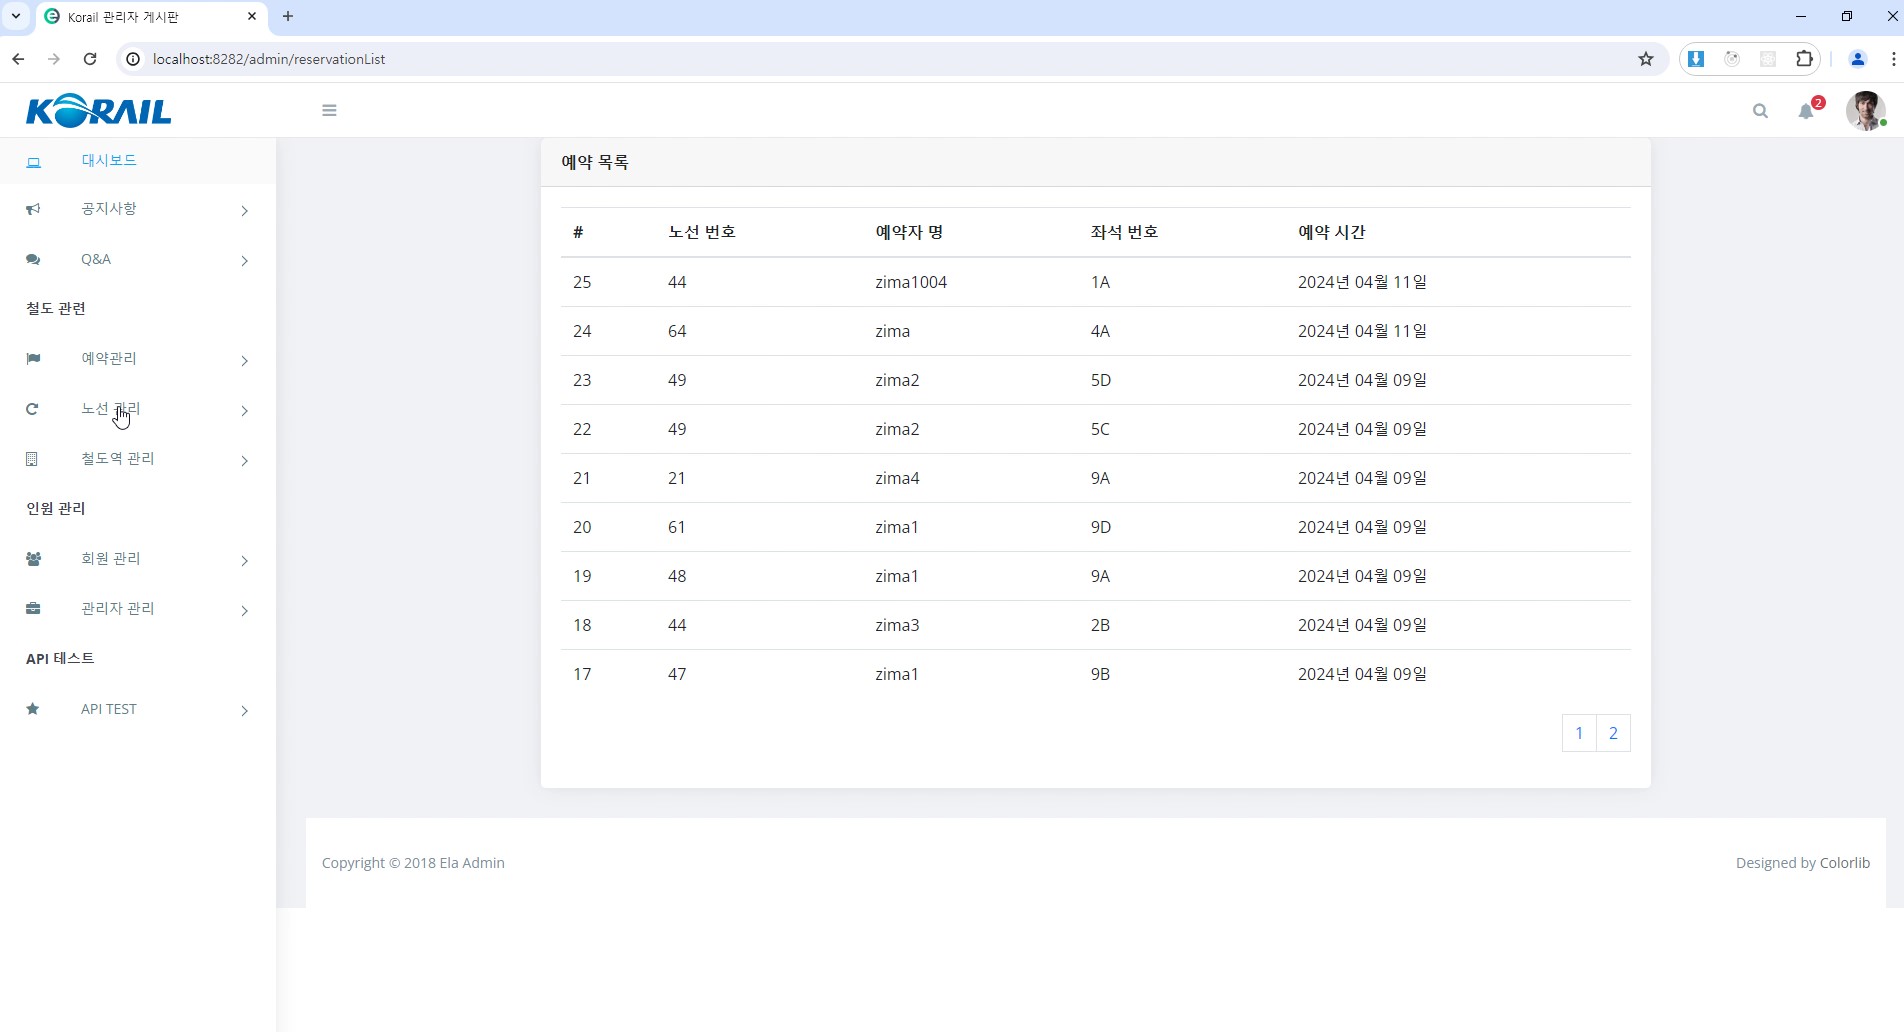 Korail 관리자 게시판
localhost:8282/admin/reservationList
KORAIL
2
대시보드
공지사항
Q&A
철도 관련
예약관리
노선 관리
철도역 관리
인원 관리
회원 관리
관리자 관리
API 테스트
API TEST
예약 목록
# 노선 번호 예약자 명 좌석 번호 예약 시간
25 44 zima1004 1A 2024년 04월 11일
24 64 zima 4A 2024년 04월 11일
23 49 zima2 5D 2024년 04월 09일
22 49 zima2 5C 2024년 04월 09일
21 21 zima4 9A 2024년 04월 09일
20 61 zima1 9D 2024년 04월 09일
19 48 zima1 9A 2024년 04월 09일
18 44 zima3 2B 2024년 04월 09일
17 47 zima1 9B 2024년 04월 09일
1 2
Copyright © 2018 Ela Admin
Designed by Colorlib